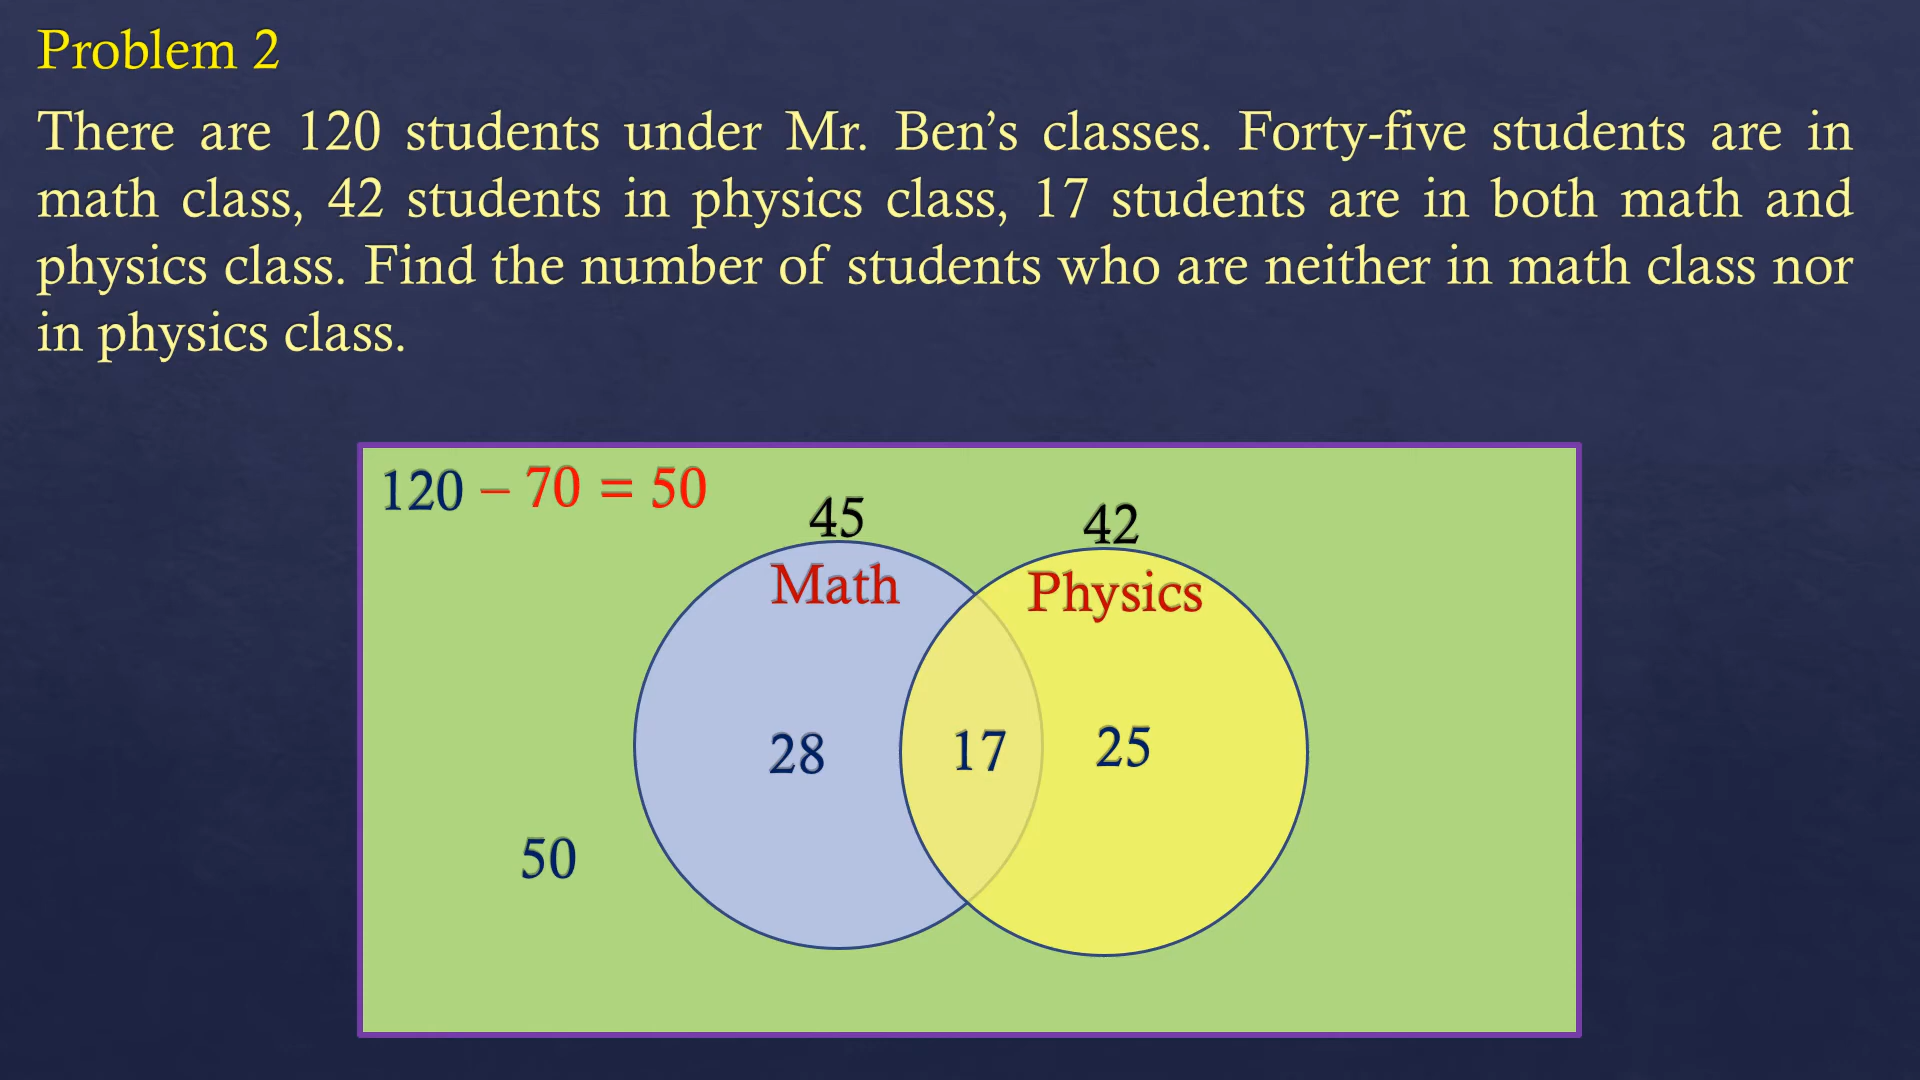 Problem 2
There are 120 students under Mr. Ben’s classes. Forty-five students are in
math class, 42 students in physics class, 17 students are in both math and
physics class. Find the number of students who are neither in math class nor
in physics class.
120 – 70 = 50
45
42
Math
Physics
28
17
25
50